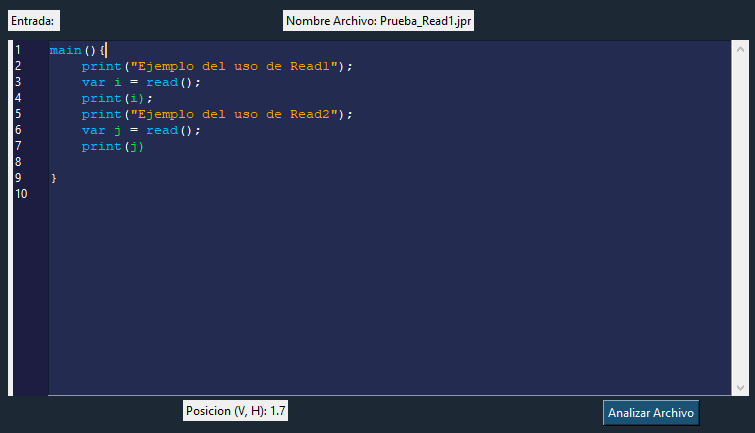 Entrada:
Nombre Archivo: Prueba_Read1.jpr
1 main(){
2     print("Ejemplo del uso de Read1");
3     var i = read();
4     print(i);
5     print("Ejemplo del uso de Read2");
6     var j = read();
7     print(j)
8
9 }
10
Posicion (V, H): 1.7
Analizar Archivo